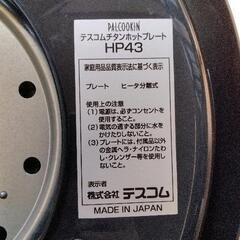 PALCOOKIN
テスコムチタンホットプレート
HP43
家庭用品品質表示法に基づく表示
プレート ヒータ分離式
使用上の注意
(1) 電源は、必ずコンセントを
使用すること。
(2) 電気の通ずる部分に水を
かけたりしないこと。
(3) プレートには、付属品以外
の金属ヘラ・ナイロンたわ
し・クレンザー等を使用しな
いこと。
表示者
株式会社 テスコム
MADE IN JAPAN